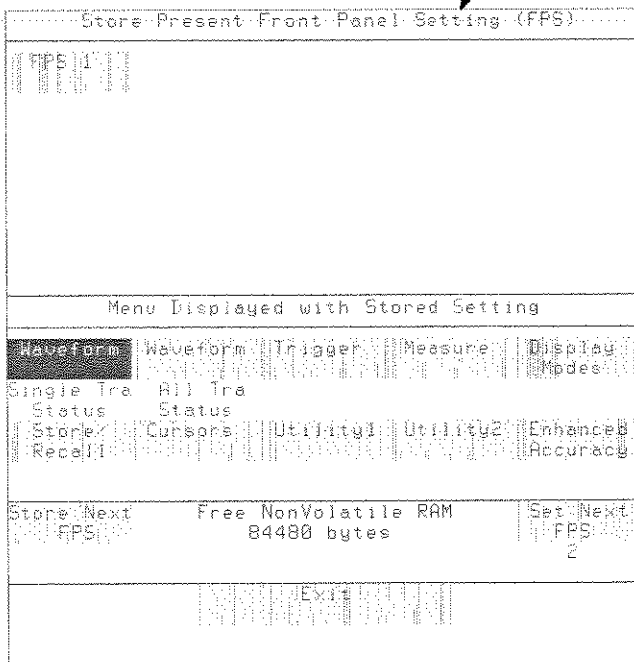 Store Present Front Panel Setting (FPS)
FPS 1
Menu Displayed with Stored Setting
Waveform Waveform Trigger Measure Display
Modes
Single Tra All Tra
Status Status
Store/ Cursors Utility1 Utility2 Enhanced
Recall Accuracy
Store Next Free NonVolatile RAM Set Next
FPS 84480 bytes FPS
2
Exit